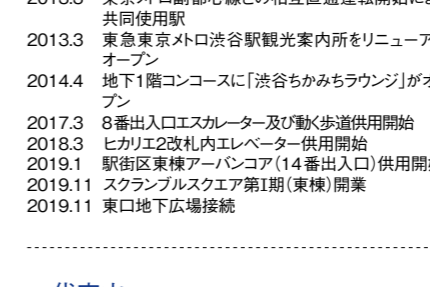 共同使用駅
2013.3 東急東京メトロ渋谷駅観光案内所をリニューア
オープン
2014.4 地下1階コンコースに「渋谷ちかみちラウンジ」がオ
プン
2017.3 8番出入口エスカレーター及び動く歩道供用開始
2018.3 ヒカリエ2改札内エレベーター供用開始
2019.1 駅街区東棟アーバンコア(14番出入口)供用開
2019.11 スクランブルスクエア第I期(東棟)開業
2019.11 東口地下広場接続